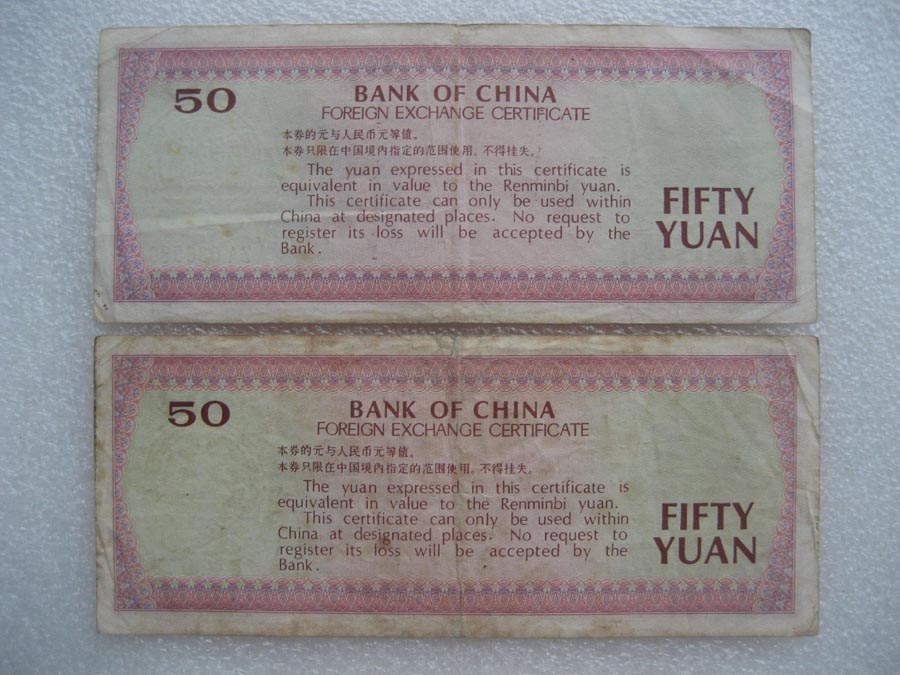 50
BANK OF CHINA
FOREIGN EXCHANGE CERTIFICATE
本券的元与人民币元等值。
本券只限在中国境内指定的范围使用。不得挂失。
The yuan expressed in this certificate is
equivalent in value to the Renminbi yuan.
This certificate can only be used within
China at designated places. No request to
register its loss will be accepted by the
Bank.
FIFTY
YUAN
50
BANK OF CHINA
FOREIGN EXCHANGE CERTIFICATE
本券的元与人民币元等值。
本券只限在中国境内指定的范围使用。不得挂失。
The yuan expressed in this certificate is
equivalent in value to the Renminbi yuan.
This certificate can only be used within
China at designated places. No request to
register its loss will be accepted by the
Bank.
FIFTY
YUAN